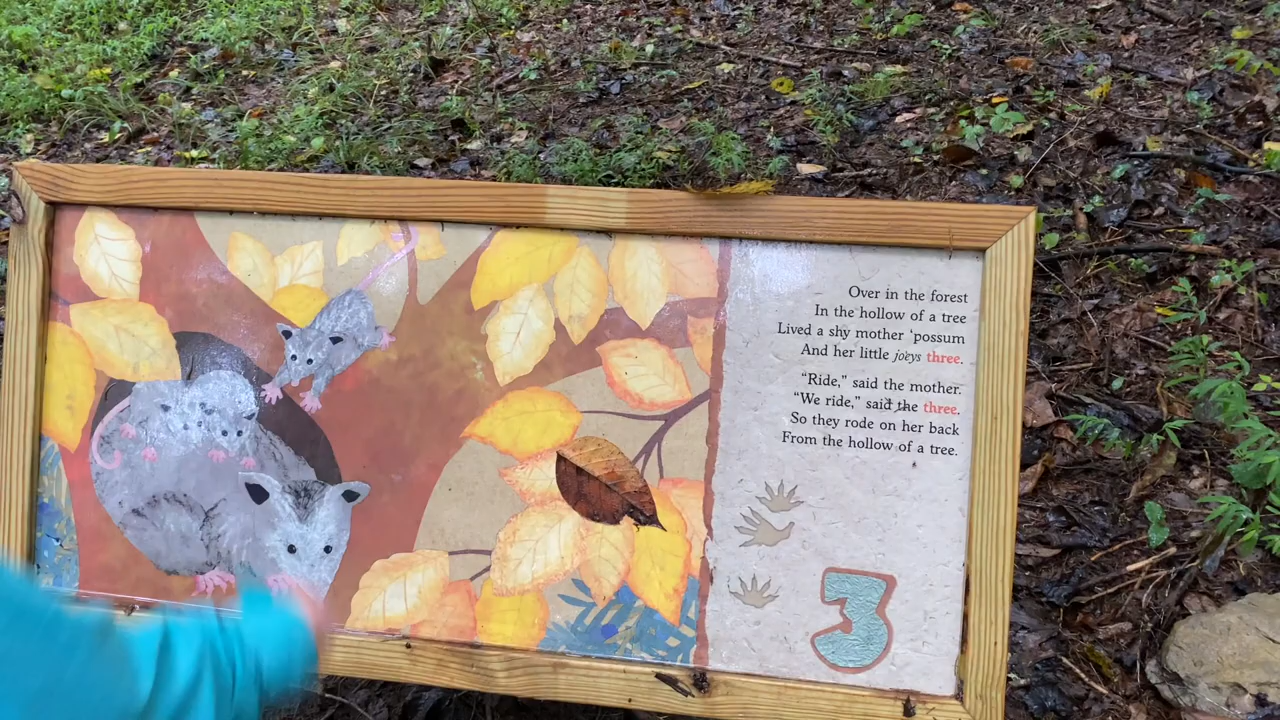 Over in the forest
In the hollow of a tree
Lived a shy mother ‘possum
And her little joeys three.
“Ride,” said the mother.
“We ride,” said the three.
So they rode on her back
From the hollow of a tree.
3